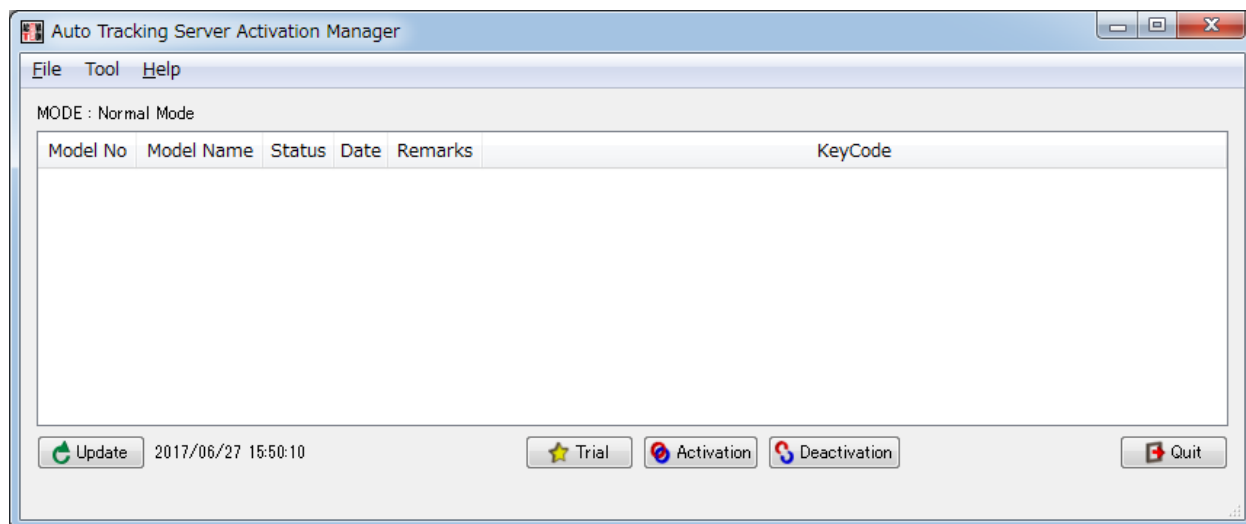 Auto Tracking Server Activation Manager
File Tool Help
MODE : Normal Mode
Model No Model Name Status Date Remarks KeyCode
Update 2017/06/27 15:50:10 Trial Activation Deactivation Quit